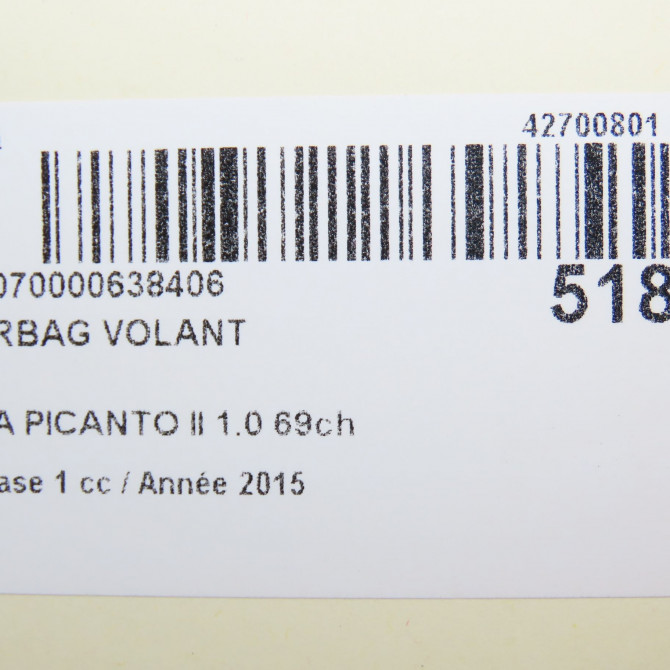 42700801
070000638406
518
RBAG VOLANT
A PICANTO II 1.0 69ch
ase 1 cc / Année 2015